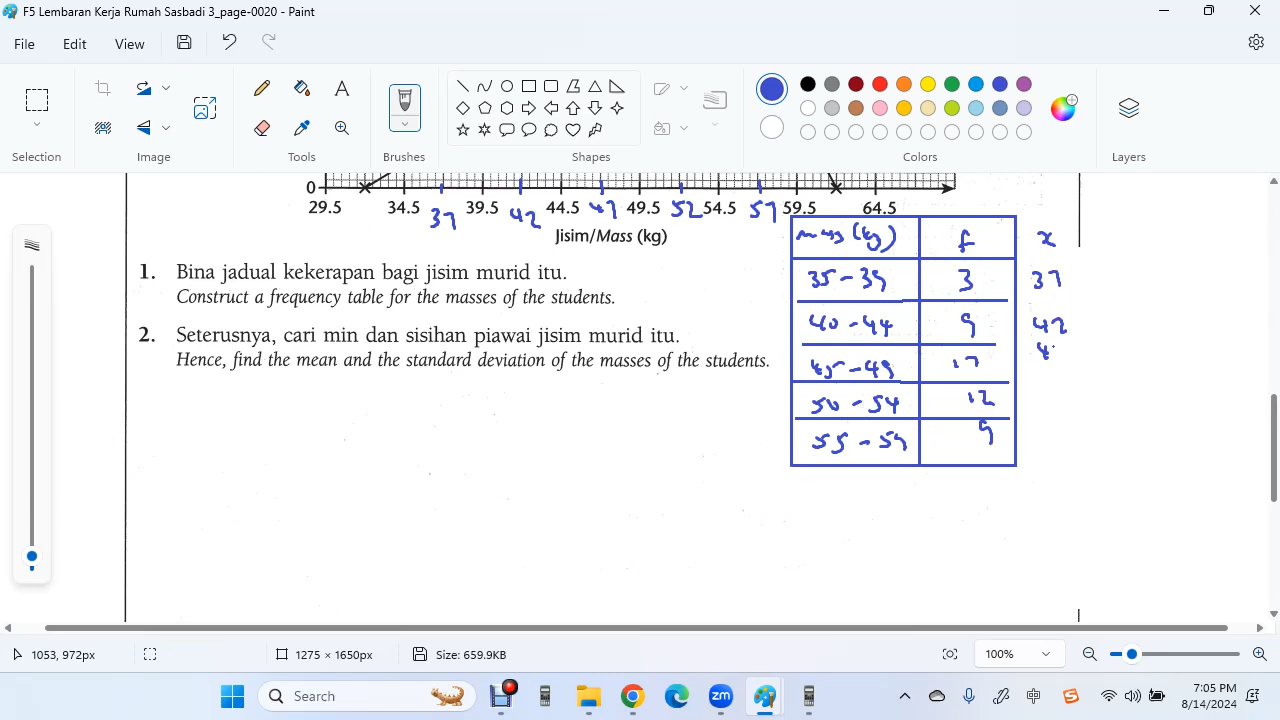 F5 Lembaran Kerja Rumah Sasbadi 3_page-0020 - Paint
File Edit View
Selection Image Tools Brushes Shapes Colors Layers
0
29.5 34.5 39.5 44.5 49.5 54.5 59.5 64.5
37 42 47 52 57
Jisim/Mass (kg)
mass (kg) f x
35 - 39 3 37
40 - 44 9 42
45 - 49 17 4
50 - 54 12
55 - 59 9
1. Bina jadual kekerapan bagi jisim murid itu.
Construct a frequency table for the masses of the students.
2. Seterusnya, cari min dan sisihan piawai jisim murid itu.
Hence, find the mean and the standard deviation of the masses of the students.
1053, 972px 1275 × 1650px Size: 659.9KB 100%
Search zm 中 S 7:05 PM
8/14/2024